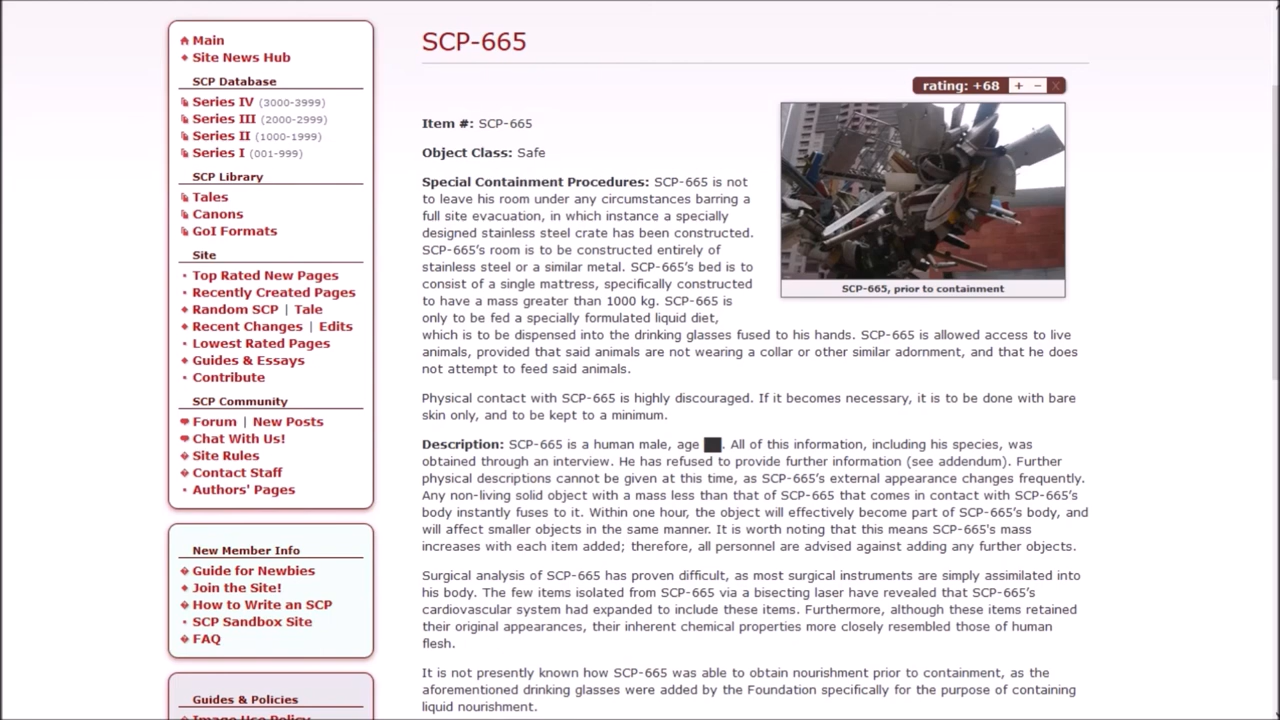 Main
Site News Hub
SCP Database
Series IV (3000-3999)
Series III (2000-2999)
Series II (1000-1999)
Series I (001-999)
SCP Library
Tales
Canons
GoI Formats
Site
Top Rated New Pages
Recently Created Pages
Random SCP | Tale
Recent Changes | Edits
Lowest Rated Pages
Guides & Essays
Contribute
SCP Community
Forum | New Posts
Chat With Us!
Site Rules
Contact Staff
Authors' Pages
New Member Info
Guide for Newbies
Join the Site!
How to Write an SCP
SCP Sandbox Site
FAQ
Guides & Policies
Image Use Policy
SCP-665
rating: +68 + − X
Item #: SCP-665
Object Class: Safe
Special Containment Procedures: SCP-665 is not
to leave his room under any circumstances barring a
full site evacuation, in which instance a specially
designed stainless steel crate has been constructed.
SCP-665's room is to be constructed entirely of
stainless steel or a similar metal. SCP-665's bed is to
consist of a single mattress, specifically constructed
to have a mass greater than 1000 kg. SCP-665 is
only to be fed a specially formulated liquid diet,
which is to be dispensed into the drinking glasses fused to his hands. SCP-665 is allowed access to live
animals, provided that said animals are not wearing a collar or other similar adornment, and that he does
not attempt to feed said animals.
SCP-665, prior to containment
Physical contact with SCP-665 is highly discouraged. If it becomes necessary, it is to be done with bare
skin only, and to be kept to a minimum.
Description: SCP-665 is a human male, age ██. All of this information, including his species, was
obtained through an interview. He has refused to provide further information (see addendum). Further
physical descriptions cannot be given at this time, as SCP-665's external appearance changes frequently.
Any non-living solid object with a mass less than that of SCP-665 that comes in contact with SCP-665's
body instantly fuses to it. Within one hour, the object will effectively become part of SCP-665's body, and
will affect smaller objects in the same manner. It is worth noting that this means SCP-665's mass
increases with each item added; therefore, all personnel are advised against adding any further objects.
Surgical analysis of SCP-665 has proven difficult, as most surgical instruments are simply assimilated into
his body. The few items isolated from SCP-665 via a bisecting laser have revealed that SCP-665's
cardiovascular system had expanded to include these items. Furthermore, although these items retained
their original appearances, their inherent chemical properties more closely resembled those of human
flesh.
It is not presently known how SCP-665 was able to obtain nourishment prior to containment, as the
aforementioned drinking glasses were added by the Foundation specifically for the purpose of containing
liquid nourishment.